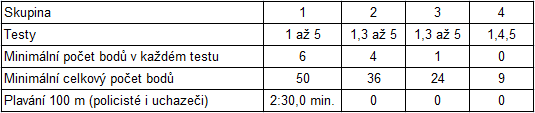 Skupina 1 2 3 4
Testy 1 až 5 1,3 až 5 1,3 až 5 1,4,5
Minimální počet bodů v každém testu 6 4 1 0
Minimální celkový počet bodů 50 36 24 9
Plavání 100 m (policisté i uchazeči) 2:30,0 min. 0 0 0